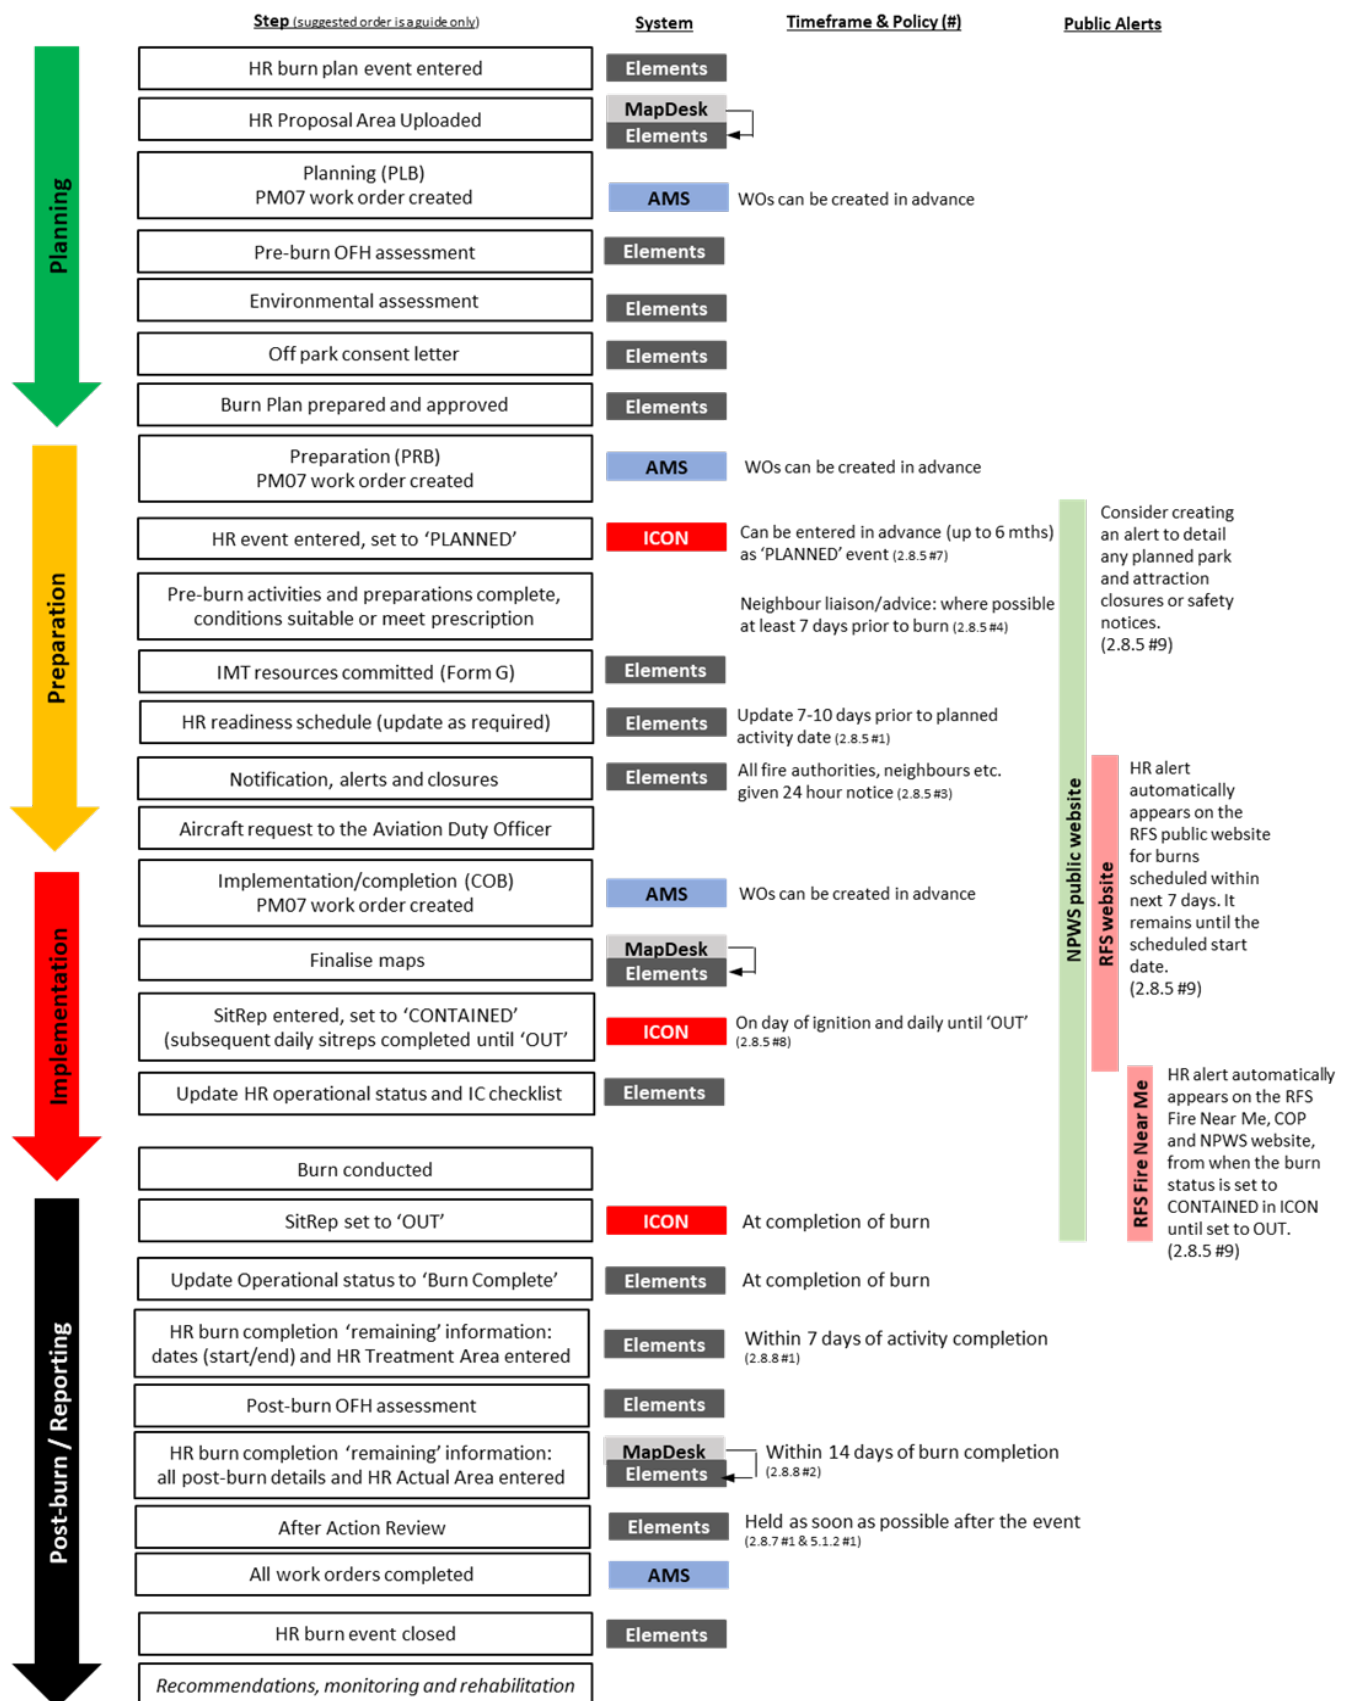 Step (suggested order is a guide only)
System
Timeframe & Policy (#)
Public Alerts
Planning
HR burn plan event entered
Elements
HR Proposal Area Uploaded
MapDesk
Elements
Planning (PLB)
PM07 work order created
AMS
WOs can be created in advance
Pre-burn OFH assessment
Elements
Environmental assessment
Elements
Off park consent letter
Elements
Burn Plan prepared and approved
Elements
Preparation
Preparation (PRB)
PM07 work order created
AMS
WOs can be created in advance
HR event entered, set to ‘PLANNED’
ICON
Can be entered in advance (up to 6 mths)
as ‘PLANNED’ event (2.8.5 #7)
Pre-burn activities and preparations complete,
conditions suitable or meet prescription
Neighbour liaison/advice: where possible
at least 7 days prior to burn (2.8.5 #4)
IMT resources committed (Form G)
Elements
HR readiness schedule (update as required)
Elements
Update 7-10 days prior to planned
activity date (2.8.5 #1)
Notification, alerts and closures
Elements
All fire authorities, neighbours etc.
given 24 hour notice (2.8.5 #3)
Aircraft request to the Aviation Duty Officer
Implementation
Implementation/completion (COB)
PM07 work order created
AMS
WOs can be created in advance
Finalise maps
MapDesk
Elements
SitRep entered, set to ‘CONTAINED’
(subsequent daily sitreps completed until ‘OUT’
ICON
On day of ignition and daily until ‘OUT’
(2.8.5 #8)
Update HR operational status and IC checklist
Elements
Burn conducted
Post-burn / Reporting
SitRep set to ‘OUT’
ICON
At completion of burn
Update Operational status to ‘Burn Complete’
Elements
At completion of burn
HR burn completion ‘remaining’ information:
dates (start/end) and HR Treatment Area entered
Elements
Within 7 days of activity completion
(2.8.8 #1)
Post-burn OFH assessment
Elements
HR burn completion ‘remaining’ information:
all post-burn details and HR Actual Area entered
MapDesk
Elements
Within 14 days of burn completion
(2.8.8 #2)
After Action Review
Elements
Held as soon as possible after the event
(2.8.7 #1 & 5.1.2 #1)
All work orders completed
AMS
HR burn event closed
Elements
Recommendations, monitoring and rehabilitation
NPWS public website
Consider creating
an alert to detail
any planned park
and attraction
closures or safety
notices.
(2.8.5 #9)
RFS website
HR alert
automatically
appears on the
RFS public website
for burns
scheduled within
next 7 days. It
remains until the
scheduled start
date.
(2.8.5 #9)
RFS Fire Near Me
HR alert automatically
appears on the RFS
Fire Near Me, COP
and NPWS website,
from when the burn
status is set to
CONTAINED in ICON
until set to OUT.
(2.8.5 #9)